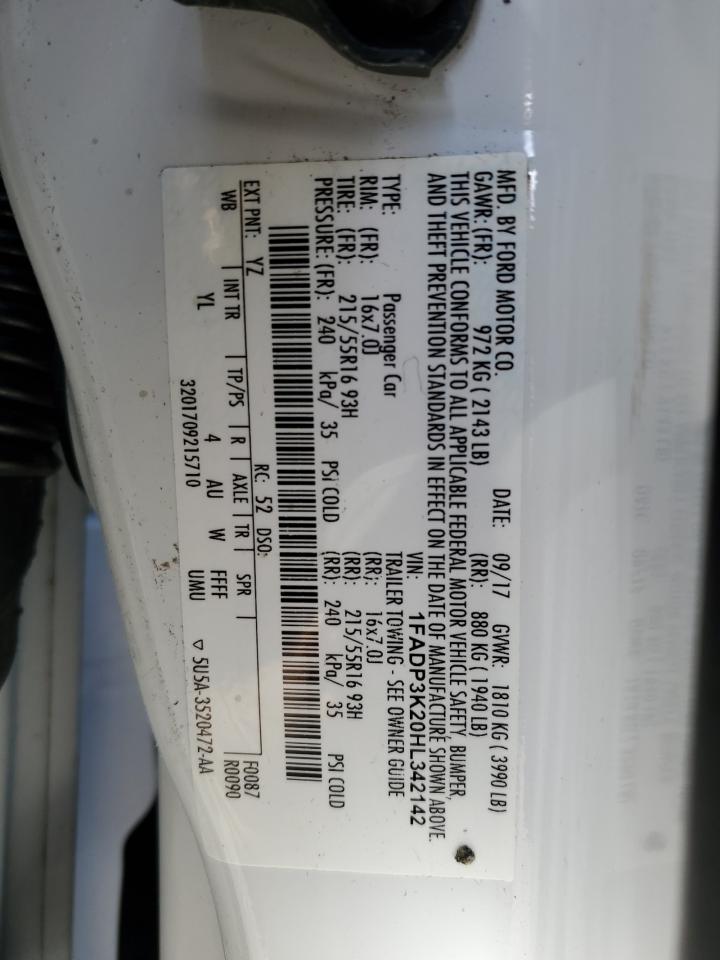 MFD. BY FORD MOTOR CO. DATE: 09/17 GVWR: 1810 KG ( 3990 LB)
GAWR: (FR): 972 KG ( 2143 LB) (RR): 880 KG ( 1940 LB)
THIS VEHICLE CONFORMS TO ALL APPLICABLE FEDERAL MOTOR VEHICLE SAFETY, BUMPER,
AND THEFT PREVENTION STANDARDS IN EFFECT ON THE DATE OF MANUFACTURE SHOWN ABOVE.
VIN: 1FADP3K20HL342142
TYPE: Passenger Car TRAILER TOWING - SEE OWNER GUIDE
RIM: (FR): 16x7.0J (RR): 16x7.0J
TIRE: (FR): 215/55R16 93H (RR): 215/55R16 93H
PRESSURE: (FR): 240 kPa/ 35 PSI COLD (RR): 240 kPa/ 35 PSI COLD
EXT PNT: YZ RC: 52 DSO: F0087
WB INT TR TP/PS R AXLE TR SPR R0090
YL 4 AU W FFFF
UMU
3201709215710 ▽ 5U5A-3520472-AA